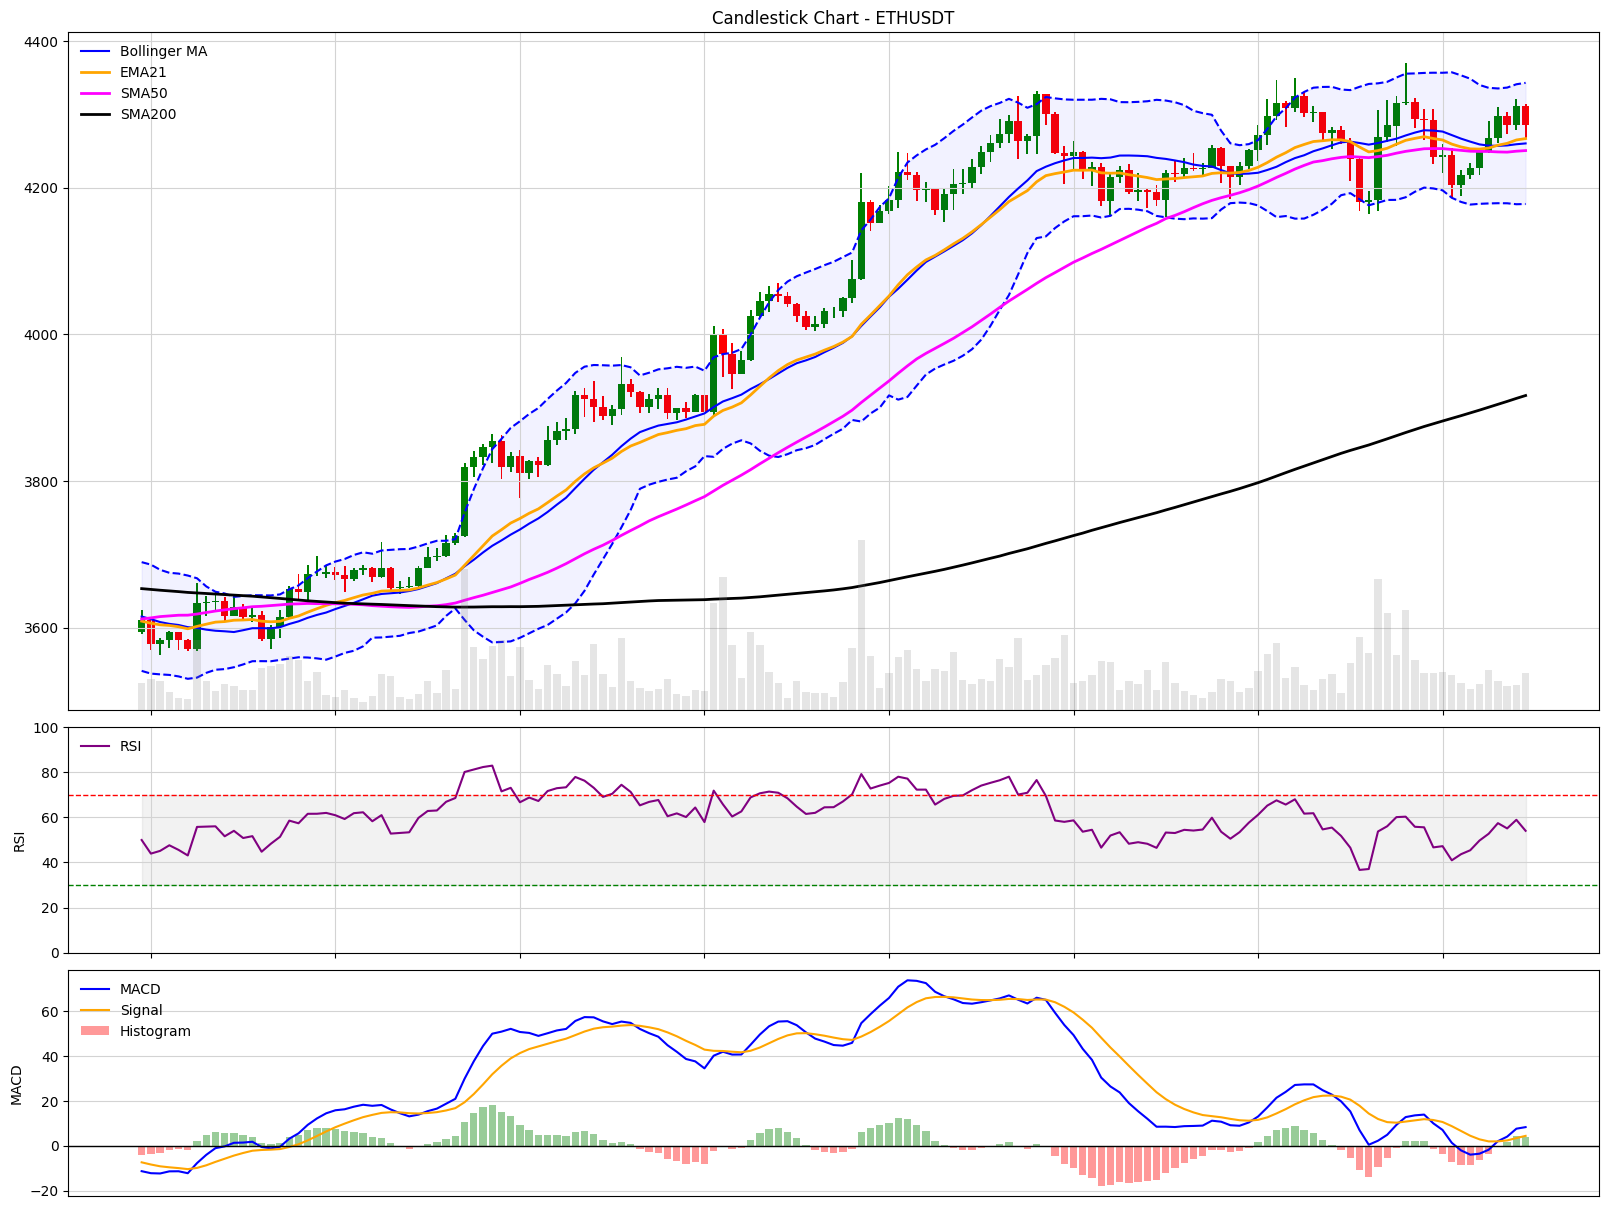 Candlestick Chart - ETHUSDT
4400
4200
4000
3800
3600
Bollinger MA
EMA21
SMA50
SMA200
100
80
60
40
20
0
RSI
RSI
60
40
20
0
−20
MACD
MACD
Signal
Histogram